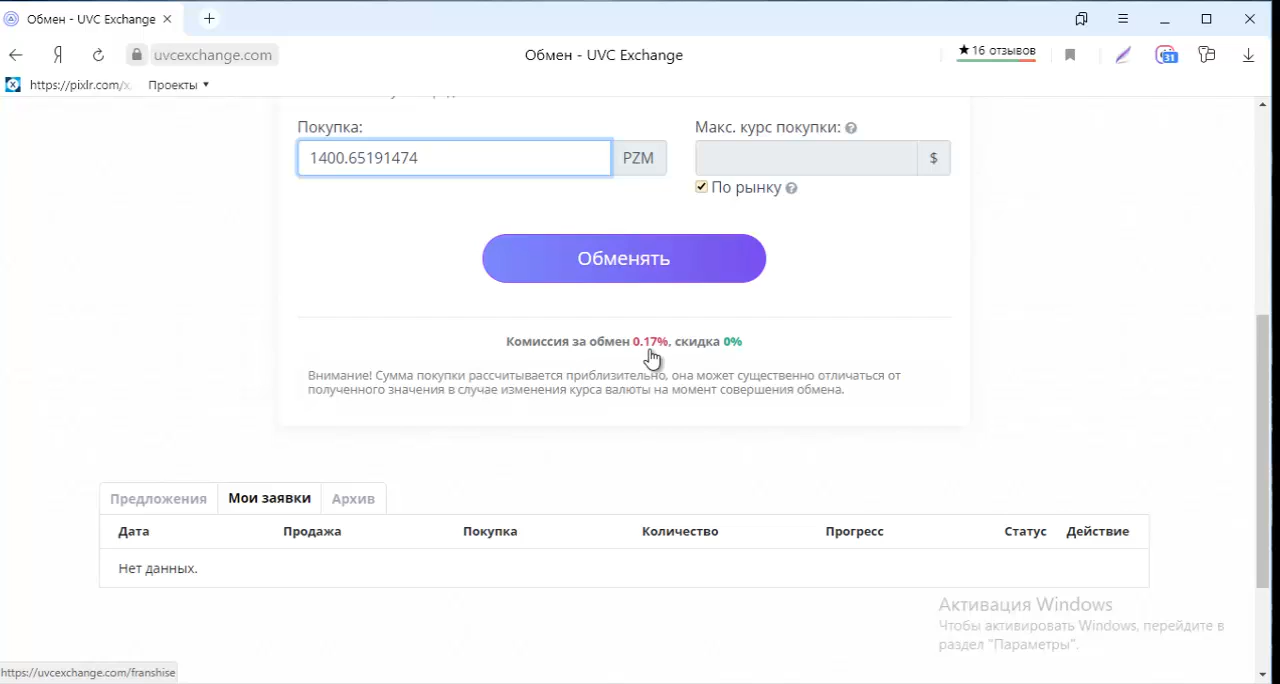 Обмен - UVC Exchange
uvcexchange.com
Обмен - UVC Exchange
★16 отзывов
31
https://pixlr.com/x
Проекты
Покупка:
Макс. курс покупки:
1400.65191474
PZM
$
По рынку
Обменять
Комиссия за обмен 0.17%, скидка 0%
Внимание! Сумма покупки рассчитывается приблизительно, она может существенно отличаться от
полученного значения в случае изменения курса валюты на момент совершения обмена.
Предложения
Мои заявки
Архив
Дата
Продажа
Покупка
Количество
Прогресс
Статус
Действие
Нет данных.
Активация Windows
Чтобы активировать Windows, перейдите в
раздел "Параметры".
https://uvcexchange.com/franshise